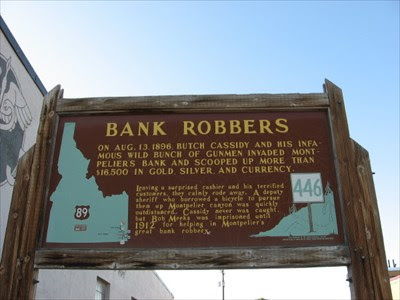 BANK ROBBERS
ON AUG. 13, 1896, BUTCH CASSIDY AND HIS INFA-
MOUS WILD BUNCH OF GUNMEN INVADED MONT-
PELIER'S BANK AND SCOOPED UP MORE THAN
$16,500 IN GOLD, SILVER, AND CURRENCY.
Leaving a surprised cashier and his terrified
customers, they calmly rode away. A deputy
sheriff who borrowed a bicycle to pursue
them up Montpelier canyon was quickly
outdistanced. Cassidy never was caught,
but Bob Meeks was imprisoned until
1912 for helping in Montpelier's
great bank robbery.
446
89